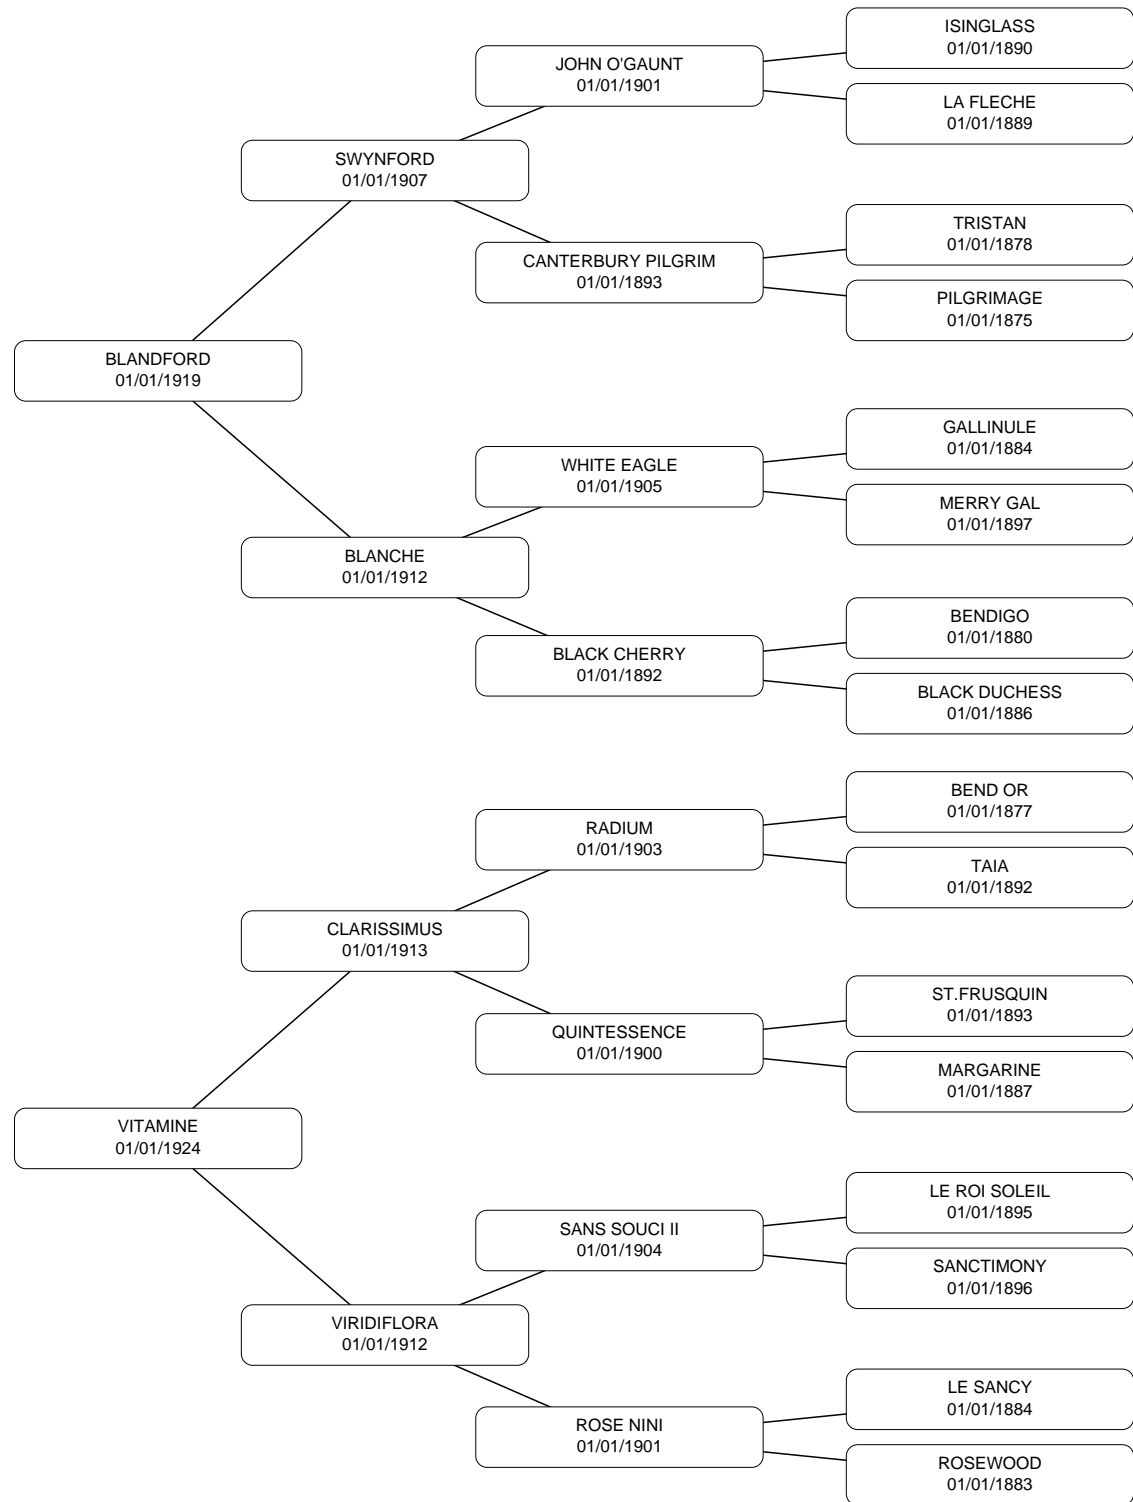 ISINGLASS
01/01/1890
JOHN O'GAUNT
01/01/1901
LA FLECHE
01/01/1889
SWYNFORD
01/01/1907
TRISTAN
01/01/1878
CANTERBURY PILGRIM
01/01/1893
PILGRIMAGE
01/01/1875
BLANDFORD
01/01/1919
GALLINULE
01/01/1884
WHITE EAGLE
01/01/1905
MERRY GAL
01/01/1897
BLANCHE
01/01/1912
BENDIGO
01/01/1880
BLACK CHERRY
01/01/1892
BLACK DUCHESS
01/01/1886
BEND OR
01/01/1877
RADIUM
01/01/1903
TAIA
01/01/1892
CLARISSIMUS
01/01/1913
ST.FRUSQUIN
01/01/1893
QUINTESSENCE
01/01/1900
MARGARINE
01/01/1887
VITAMINE
01/01/1924
LE ROI SOLEIL
01/01/1895
SANS SOUCI II
01/01/1904
SANCTIMONY
01/01/1896
VIRIDIFLORA
01/01/1912
LE SANCY
01/01/1884
ROSE NINI
01/01/1901
ROSEWOOD
01/01/1883